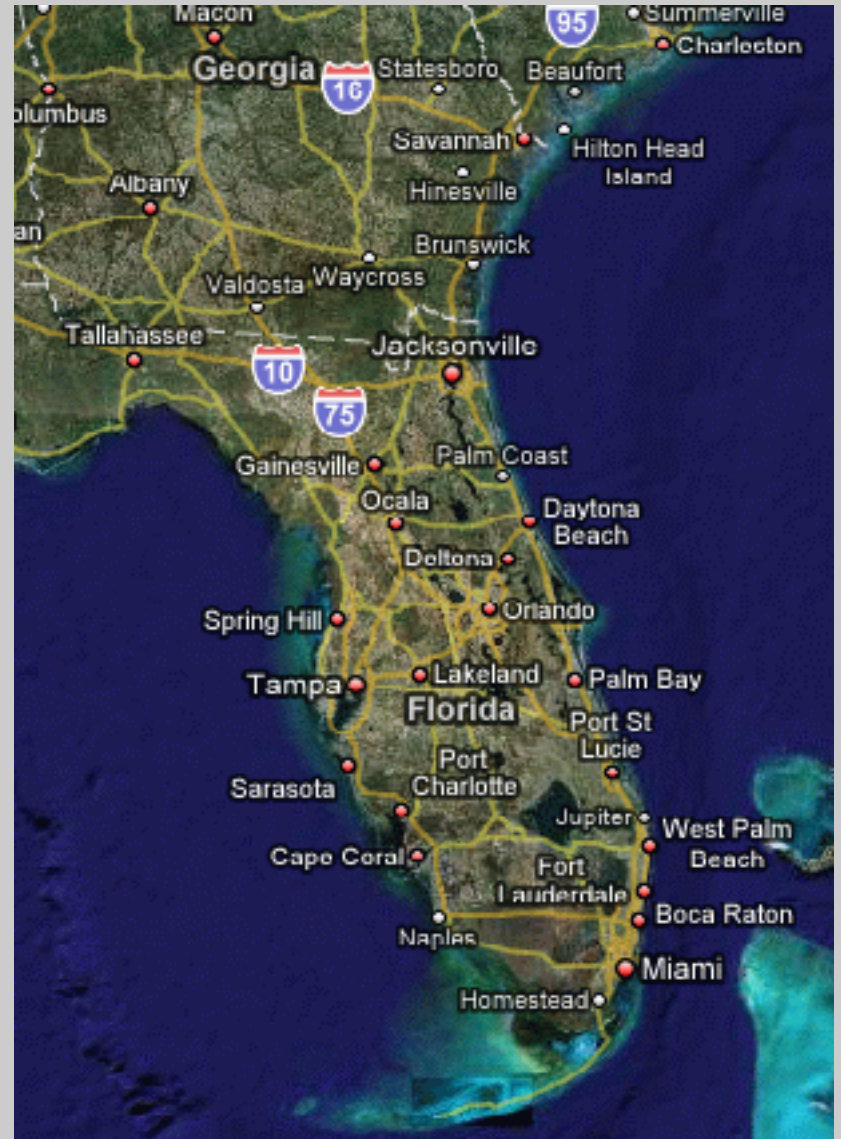 Macon
95
Summerville
Charleston
Georgia
16
Statesboro
Beaufort
olumbus
Savannah
Hilton Head
Island
Albany
Hinesville
an
Brunswick
Valdosta
Waycross
Tallahassee
Jacksonville
10
75
Gainesville
Palm Coast
Ocala
Daytona
Beach
Deltona
Spring Hill
Orlando
Tampa
Lakeland
Palm Bay
Florida
Port St
Lucie
Port
Charlotte
Sarasota
Jupiter
West Palm
Beach
Cape Coral
Fort
Lauderdale
Boca Raton
Naples
Miami
Homestead